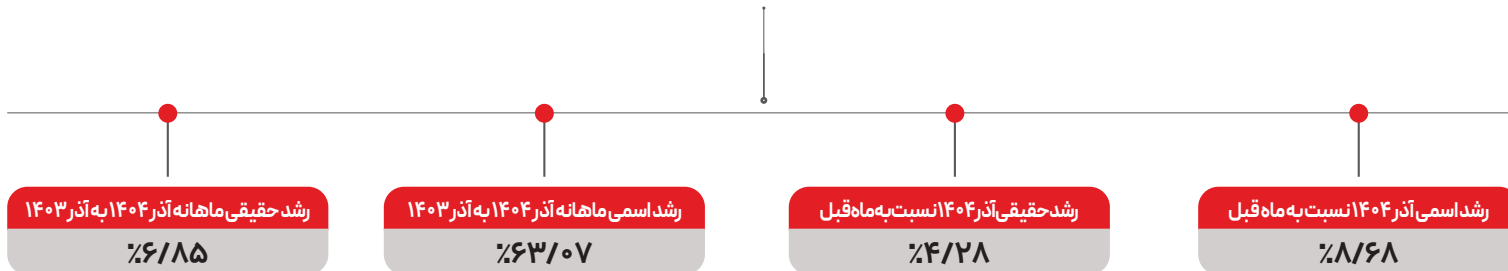 رشد اسمی آذر ۱۴۰۴ نسبت به ماه قبل
٪۸/۶۸
رشد حقیقی آذر ۱۴۰۴ نسبت به ماه قبل
٪۴/۲۸
رشد اسمی ماهانه آذر ۱۴۰۴ به آذر ۱۴۰۳
٪۶۳/۰۷
رشد حقیقی ماهانه آذر ۱۴۰۴ به آذر ۱۴۰۳
٪۶/۸۵